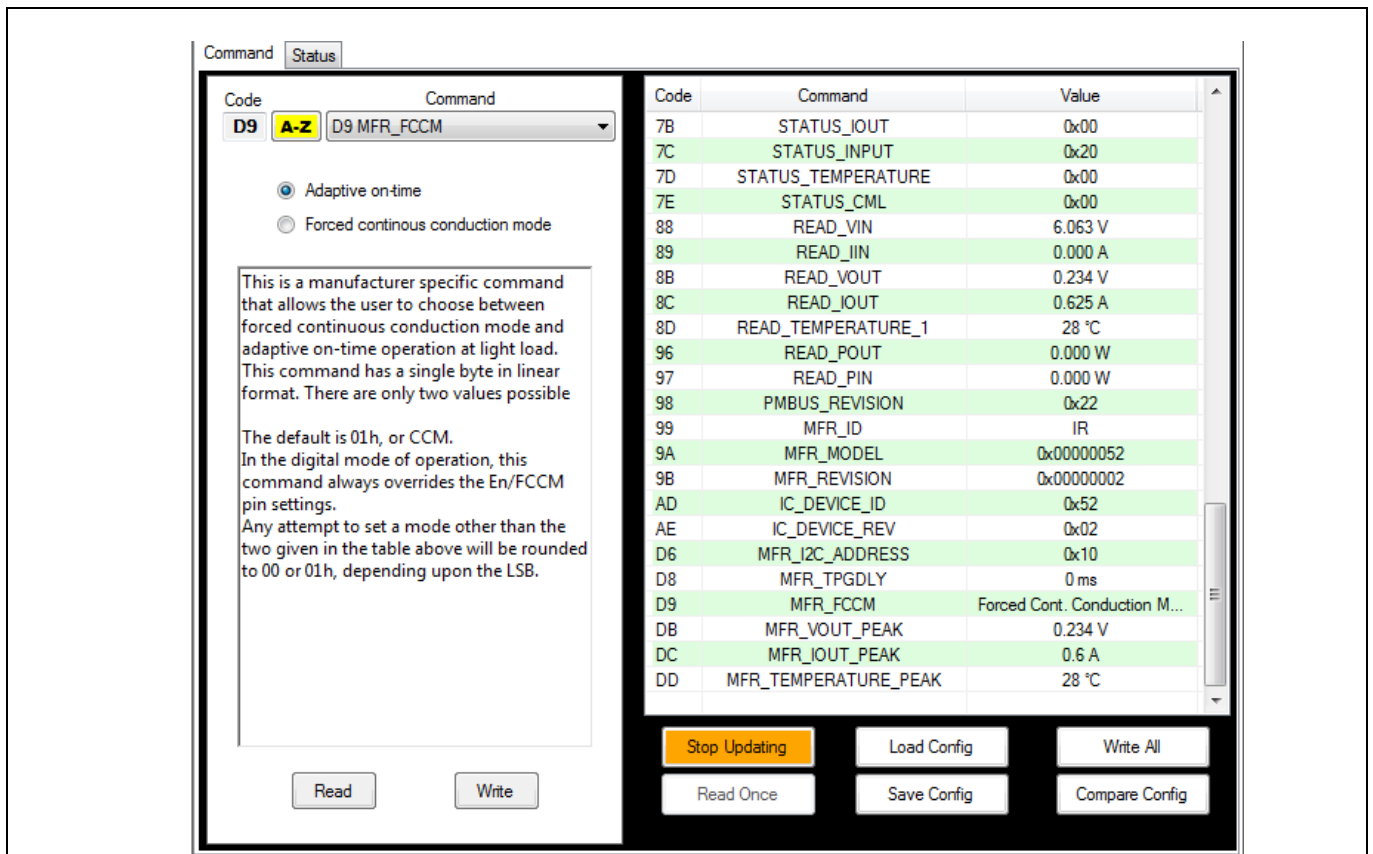 Command Status
Code Command
D9 A-Z D9 MFR_FCCM
Adaptive on-time
Forced continous conduction mode
This is a manufacturer specific command
that allows the user to choose between
forced continuous conduction mode and
adaptive on-time operation at light load.
This command has a single byte in linear
format. There are only two values possible
The default is 01h, or CCM.
In the digital mode of operation, this
command always overrides the En/FCCM
pin settings.
Any attempt to set a mode other than the
two given in the table above will be rounded
to 00 or 01h, depending upon the LSB.
Read Write
Code Command Value
7B STATUS_IOUT 0x00
7C STATUS_INPUT 0x20
7D STATUS_TEMPERATURE 0x00
7E STATUS_CML 0x00
88 READ_VIN 6.063 V
89 READ_IIN 0.000 A
8B READ_VOUT 0.234 V
8C READ_IOUT 0.625 A
8D READ_TEMPERATURE_1 28 °C
96 READ_POUT 0.000 W
97 READ_PIN 0.000 W
98 PMBUS_REVISION 0x22
99 MFR_ID IR
9A MFR_MODEL 0x00000052
9B MFR_REVISION 0x00000002
AD IC_DEVICE_ID 0x52
AE IC_DEVICE_REV 0x02
D6 MFR_I2C_ADDRESS 0x10
D8 MFR_TPGDLY 0 ms
D9 MFR_FCCM Forced Cont. Conduction M...
DB MFR_VOUT_PEAK 0.234 V
DC MFR_IOUT_PEAK 0.6 A
DD MFR_TEMPERATURE_PEAK 28 °C
Stop Updating Load Config Write All
Read Once Save Config Compare Config